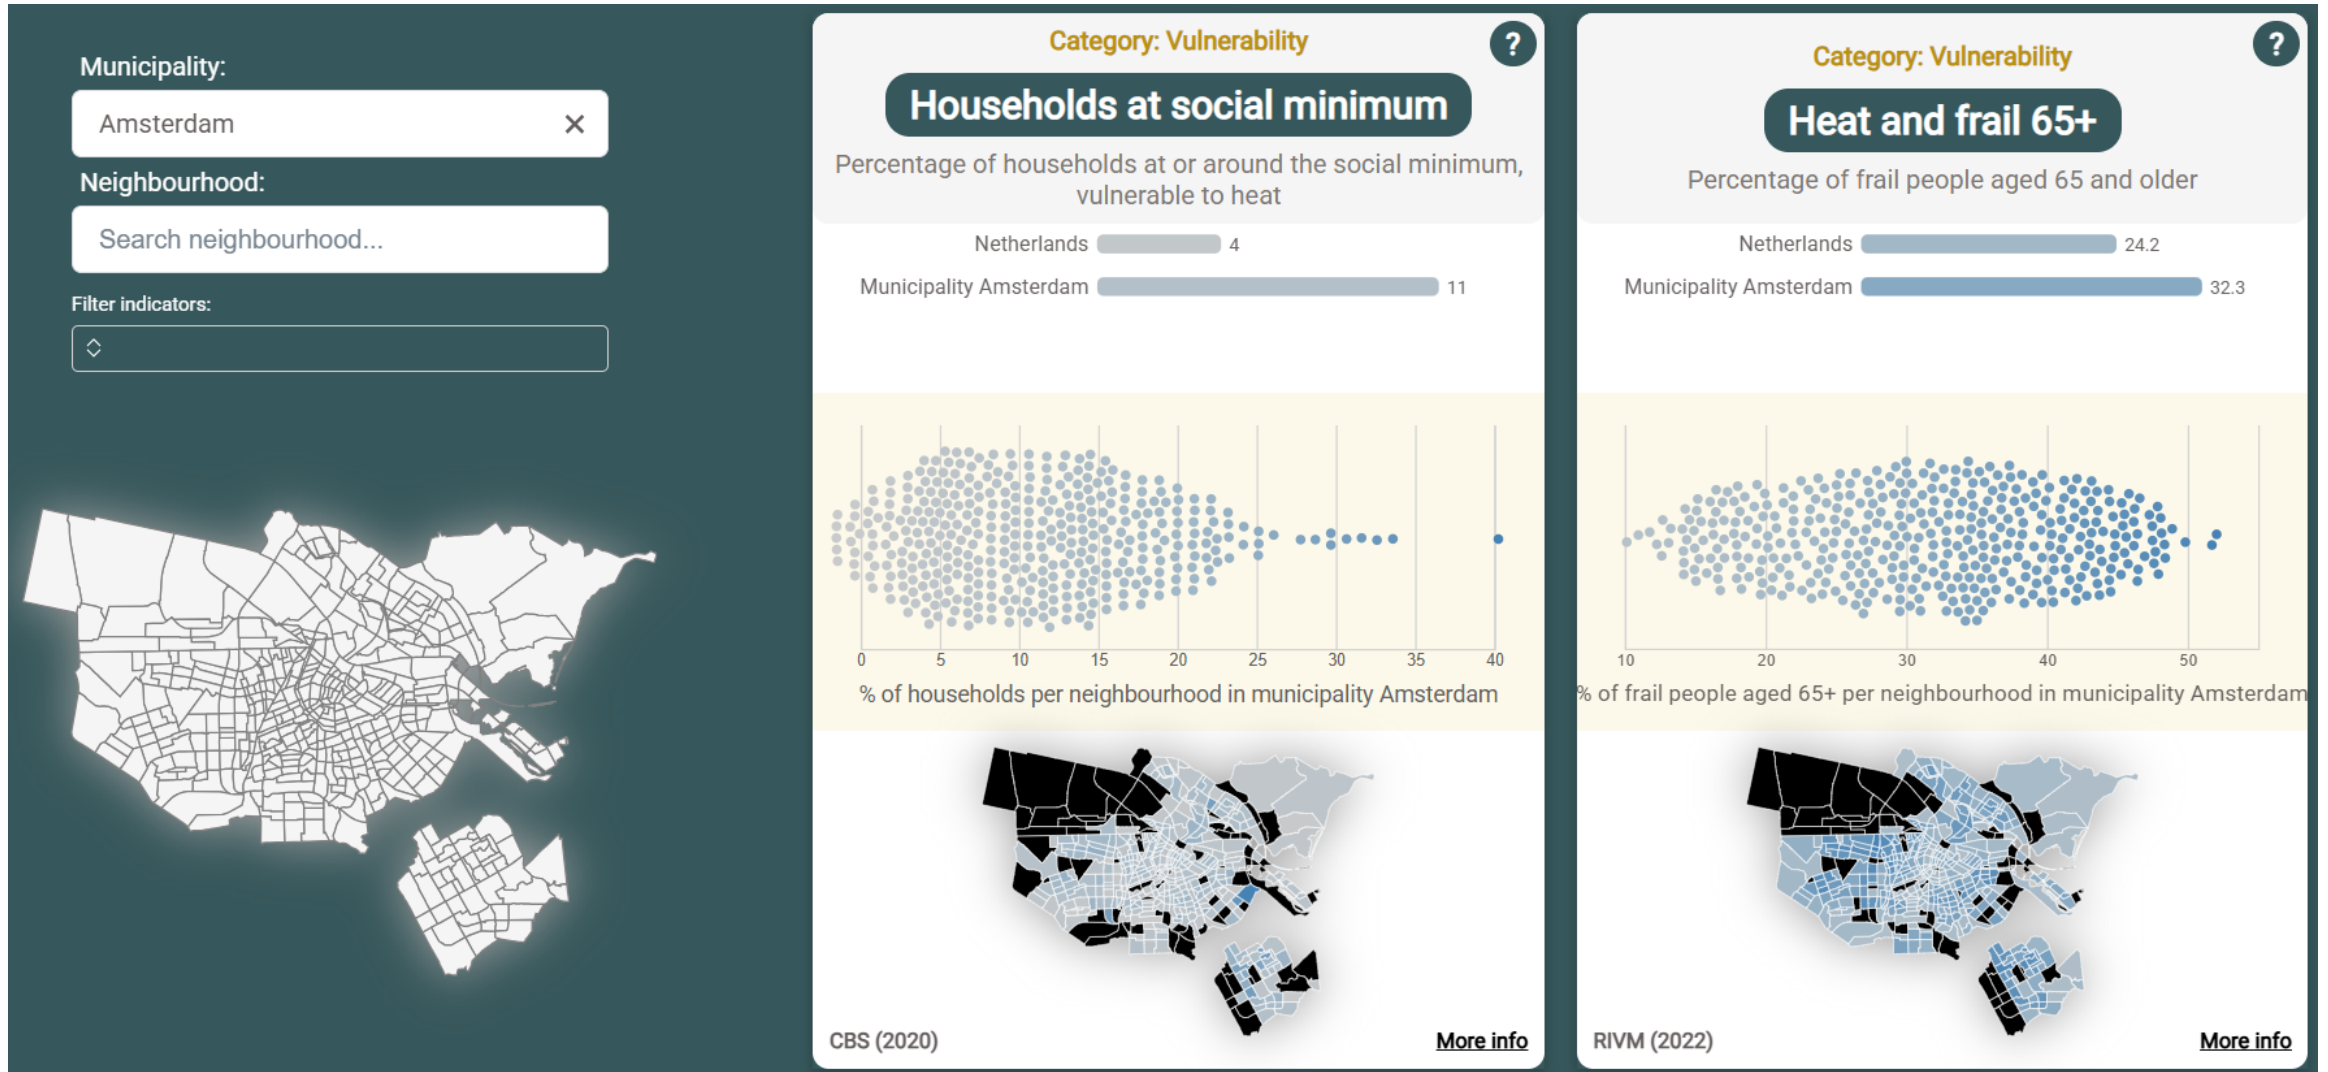 Municipality:
Amsterdam
Neighbourhood:
Search neighbourhood...
Filter indicators:
Category: Vulnerability
?
Households at social minimum
Percentage of households at or around the social minimum,
vulnerable to heat
Netherlands 4
Municipality Amsterdam 11
0 5 10 15 20 25 30 35 40
% of households per neighbourhood in municipality Amsterdam
CBS (2020) More info
Category: Vulnerability
?
Heat and frail 65+
Percentage of frail people aged 65 and older
Netherlands 24.2
Municipality Amsterdam 32.3
10 20 30 40 50
% of frail people aged 65+ per neighbourhood in municipality Amsterdam
RIVM (2022) More info